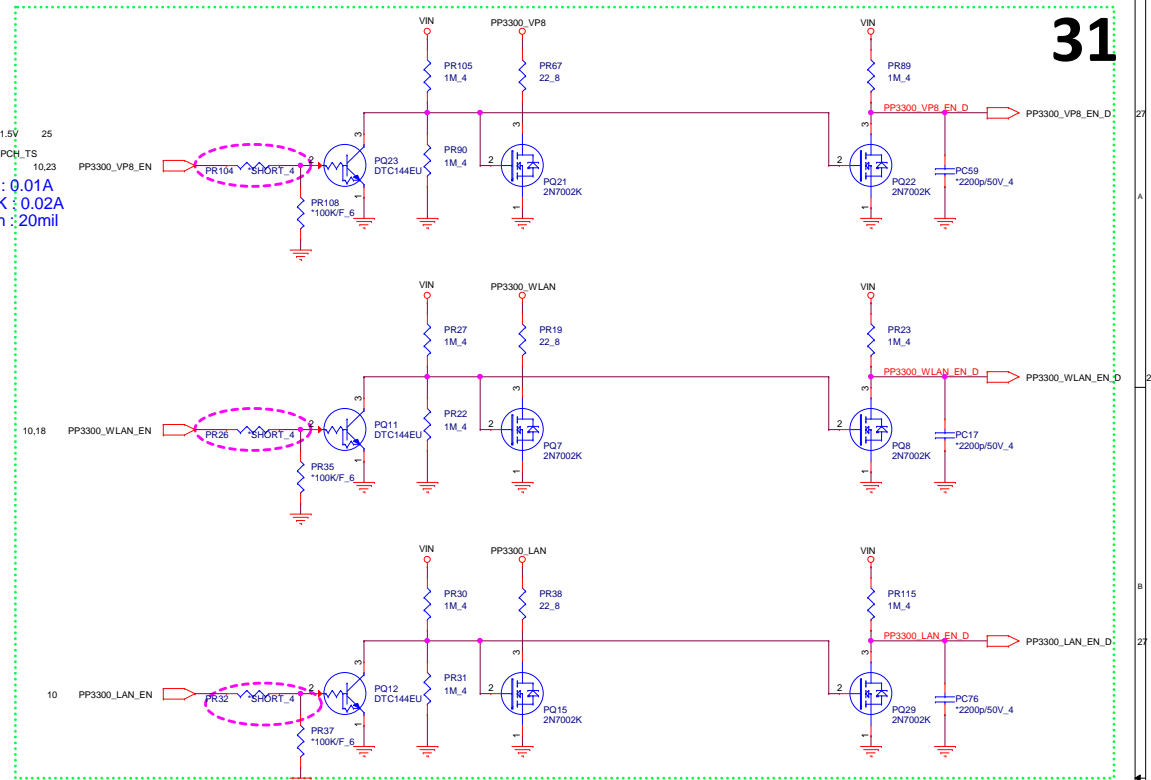 31
VIN
PP3300_VP8
VIN
PR105
1M_4
PR67
22_8
PR89
1M_4
PP3300_VP8_EN_D
PP3300_VP8_EN_D
27
1.5V 25
PCH_TS
10,23
PP3300_VP8_EN
PR104
*SHORT_4
2
3
1
PQ23
DTC144EU
PR90
1M_4
2
3
1
PQ21
2N7002K
2
3
1
PQ22
2N7002K
PC59
*2200p/50V_4
: 0.01A
K : 0.02A
n : 20mil
PR108
*100K/F_6
A
VIN
PP3300_WLAN
VIN
PR27
1M_4
PR19
22_8
PR23
1M_4
PP3300_WLAN_EN_D
PP3300_WLAN_EN_D
2
10,18
PP3300_WLAN_EN
PR26
*SHORT_4
2
3
1
PQ11
DTC144EU
PR22
1M_4
2
3
1
PQ7
2N7002K
2
3
1
PQ8
2N7002K
PC17
*2200p/50V_4
PR35
*100K/F_6
VIN
PP3300_LAN
VIN
PR30
1M_4
PR38
22_8
PR115
1M_4
B
PP3300_LAN_EN_D
PP3300_LAN_EN_D
27
10
PP3300_LAN_EN
PR32
*SHORT_4
2
3
1
PQ12
DTC144EU
PR31
1M_4
2
3
1
PQ15
2N7002K
2
3
1
PQ29
2N7002K
PC76
*2200p/50V_4
PR37
*100K/F_6